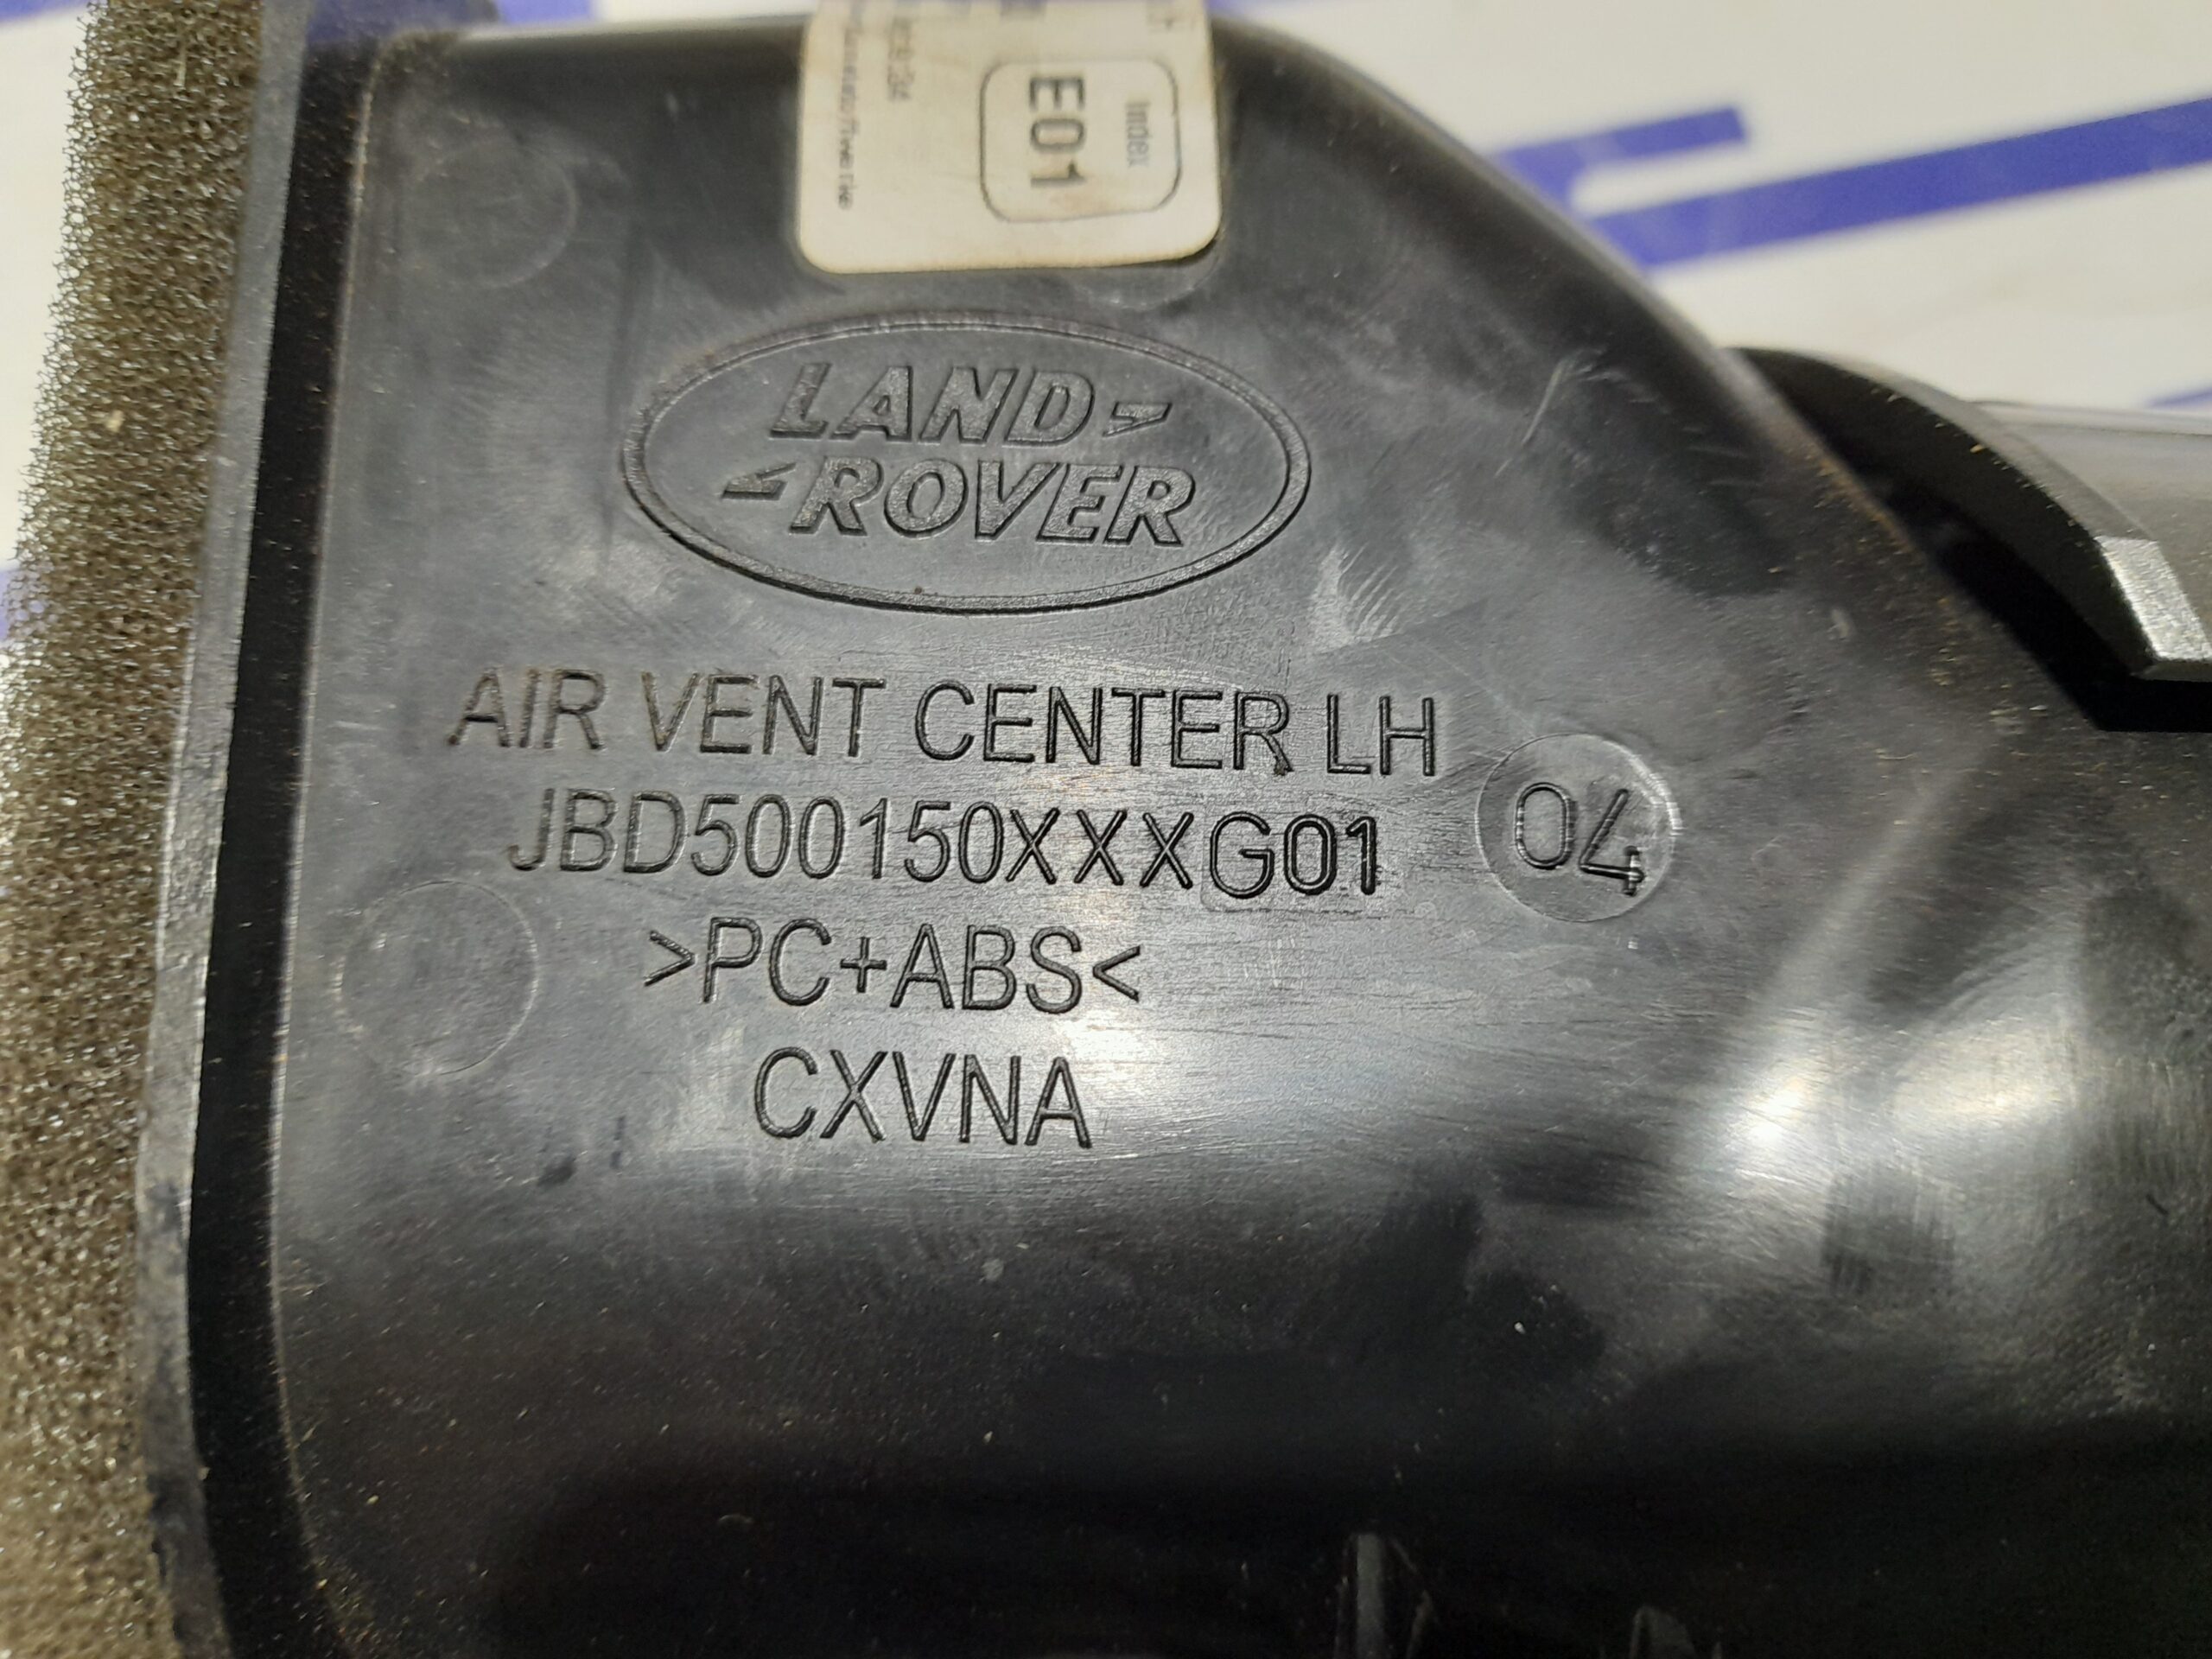 Index
E01
LAND
ROVER
AIR VENT CENTER LH
JBD500150XXXG01
04
>PC+ABS<
CXVNA